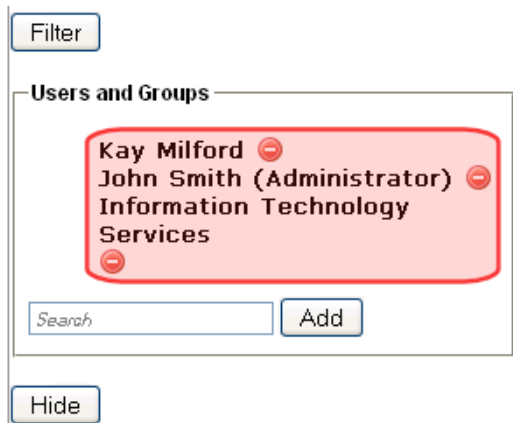 Filter
Users and Groups
Kay Milford
John Smith (Administrator)
Information Technology
Services
Search
Add
Hide